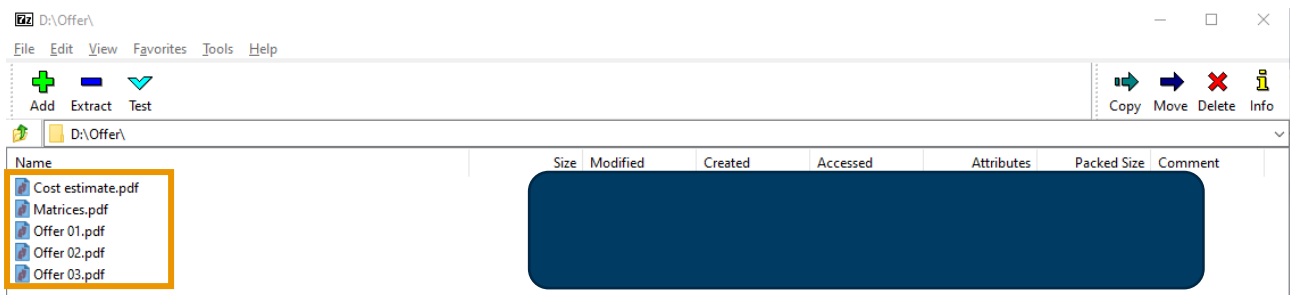 7z D:\Offer\
File Edit View Favorites Tools Help
Add Extract Test Copy Move Delete Info
D:\Offer\
Name Size Modified Created Accessed Attributes Packed Size Comment
Cost estimate.pdf
Matrices.pdf
Offer 01.pdf
Offer 02.pdf
Offer 03.pdf